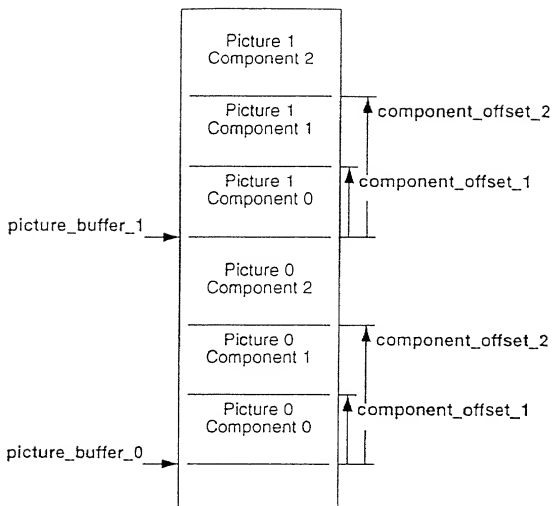 Picture 1
Component 2
component_offset_2
Picture 1
Component 1
Picture 1
component_offset_1
Component 0
picture_buffer_1
Picture 0
Component 2
Picture 0
component_offset_2
Component 1
Picture 0
component_offset_1
Component 0
picture_buffer_0